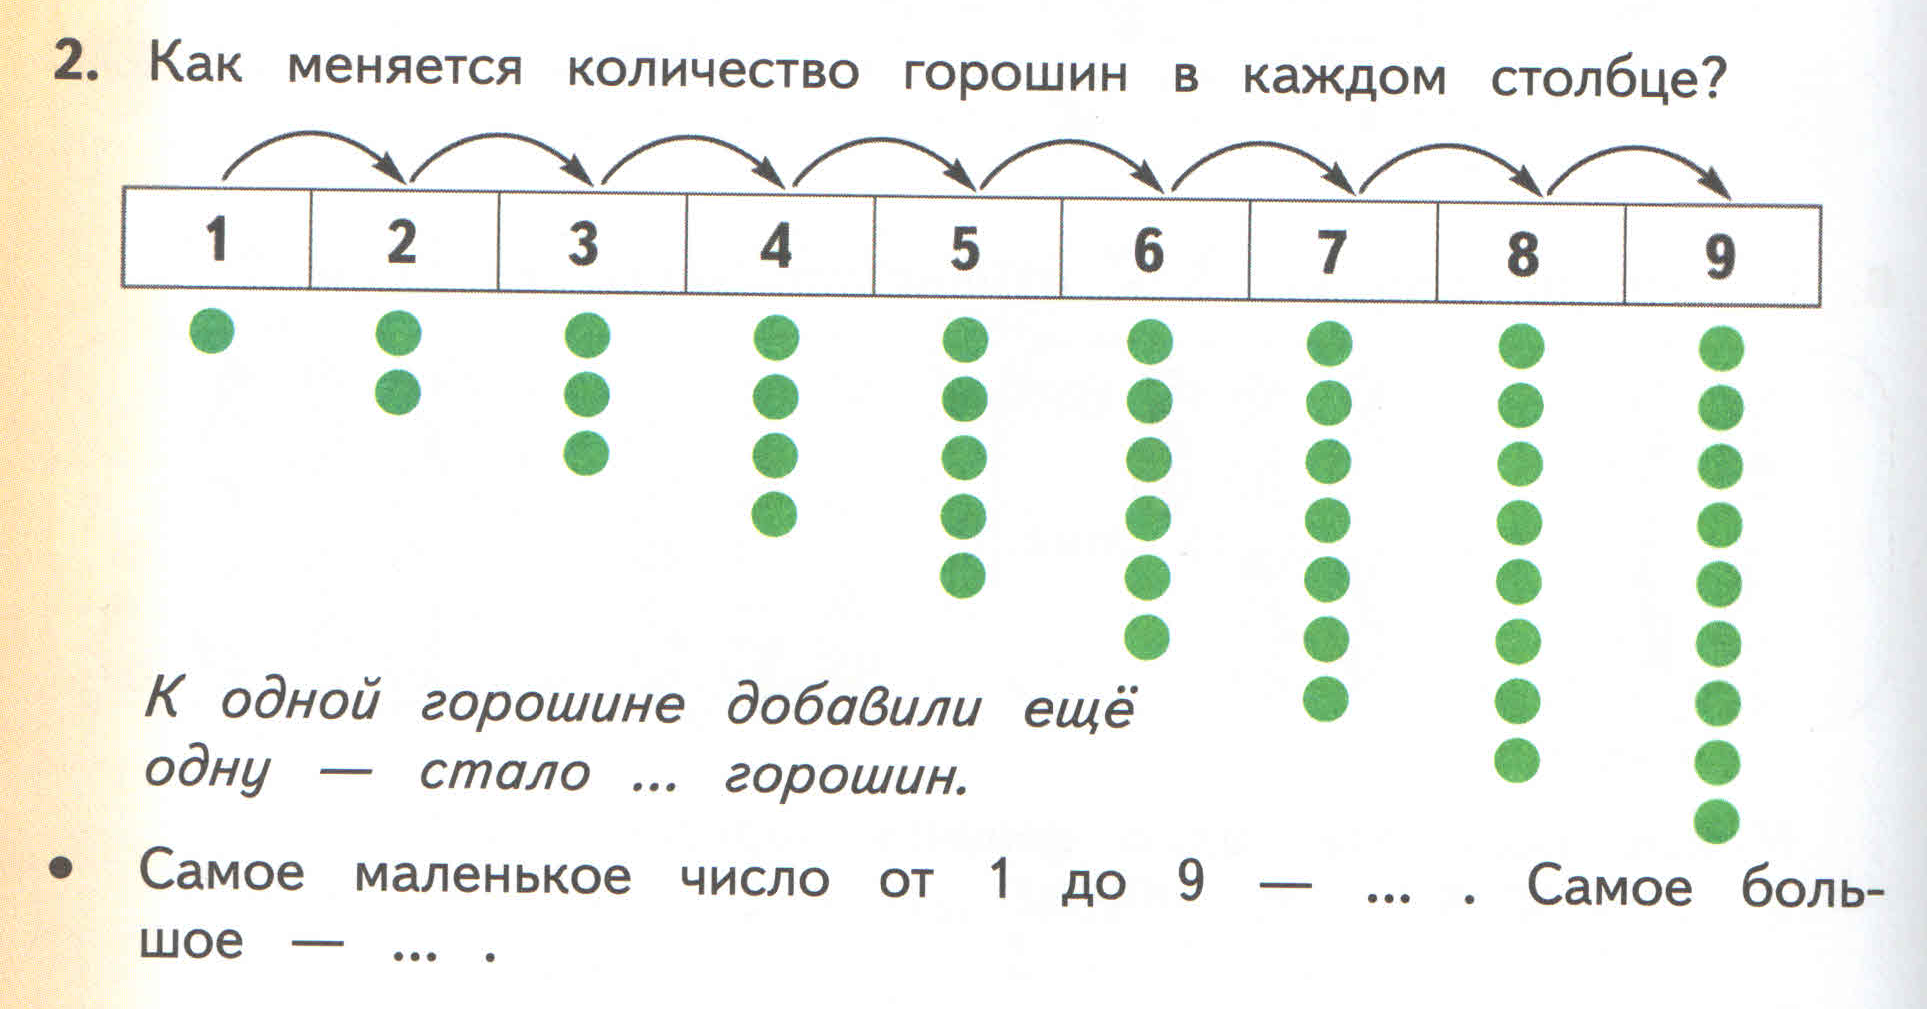 2. Как меняется количество горошин в каждом столбце?
1 2 3 4 5 6 7 8 9
К одной горошине добавили ещё
одну — стало ... горошин.
• Самое маленькое число от 1 до 9 — ... . Самое боль-
шое — ... .